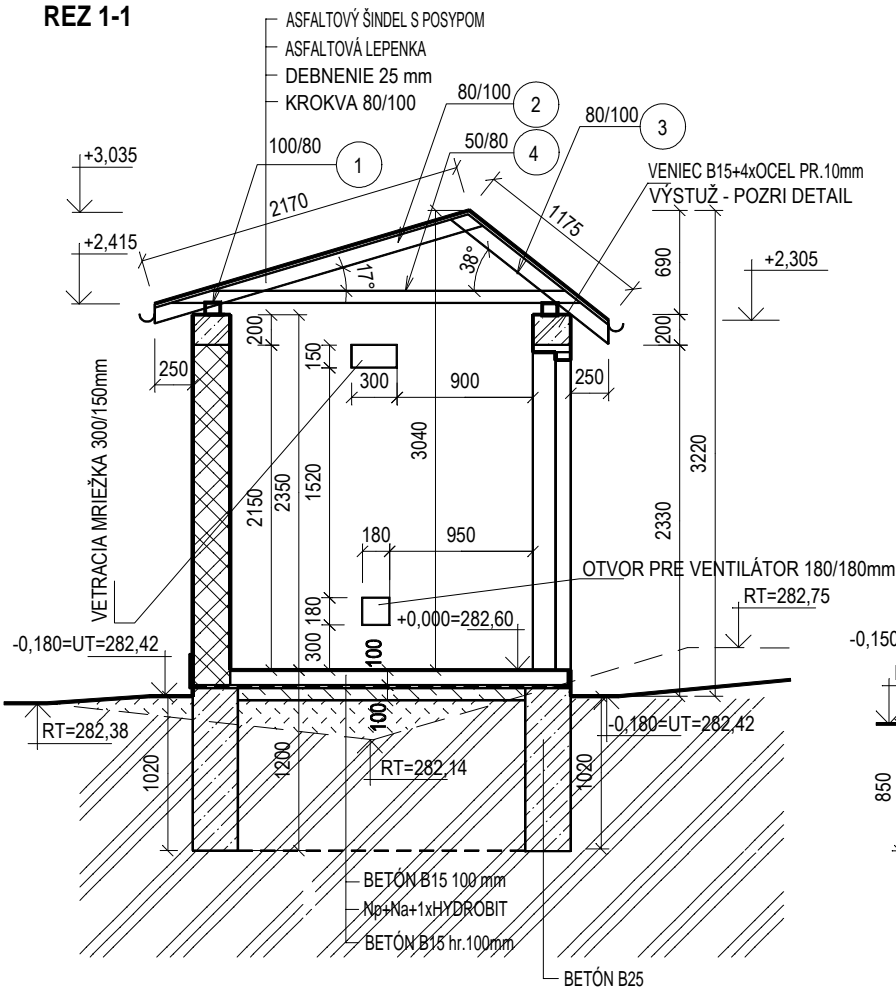 REZ 1-1
ASFALTOVÝ ŠINDEL S POSYPOM
ASFALTOVÁ LEPENKA
DEBNENIE 25 mm
KROKVA 80/100
80/100
2
80/100
3
50/80
4
100/80
1
+3,035
VENIEC B15+4xOCEL PR.10mm
VÝSTUŽ - POZRI DETAIL
2170
1175
+2,415
690
+2,305
17°
38°
200
200
150
250
300
900
250
VETRACIA MRIEŽKA 300/150mm
2150
2350
1520
3040
3220
2330
180
950
OTVOR PRE VENTILÁTOR 180/180mm
RT=282,75
180
+0,000=282,60
-0,180=UT=282,42
300
100
-0,150
100
RT=282,38
-0,180=UT=282,42
RT=282,14
1020
1200
1020
850
BETÓN B15 100 mm
Np+Na+1xHYDROBIT
BETÓN B15 hr.100mm
BETÓN B25